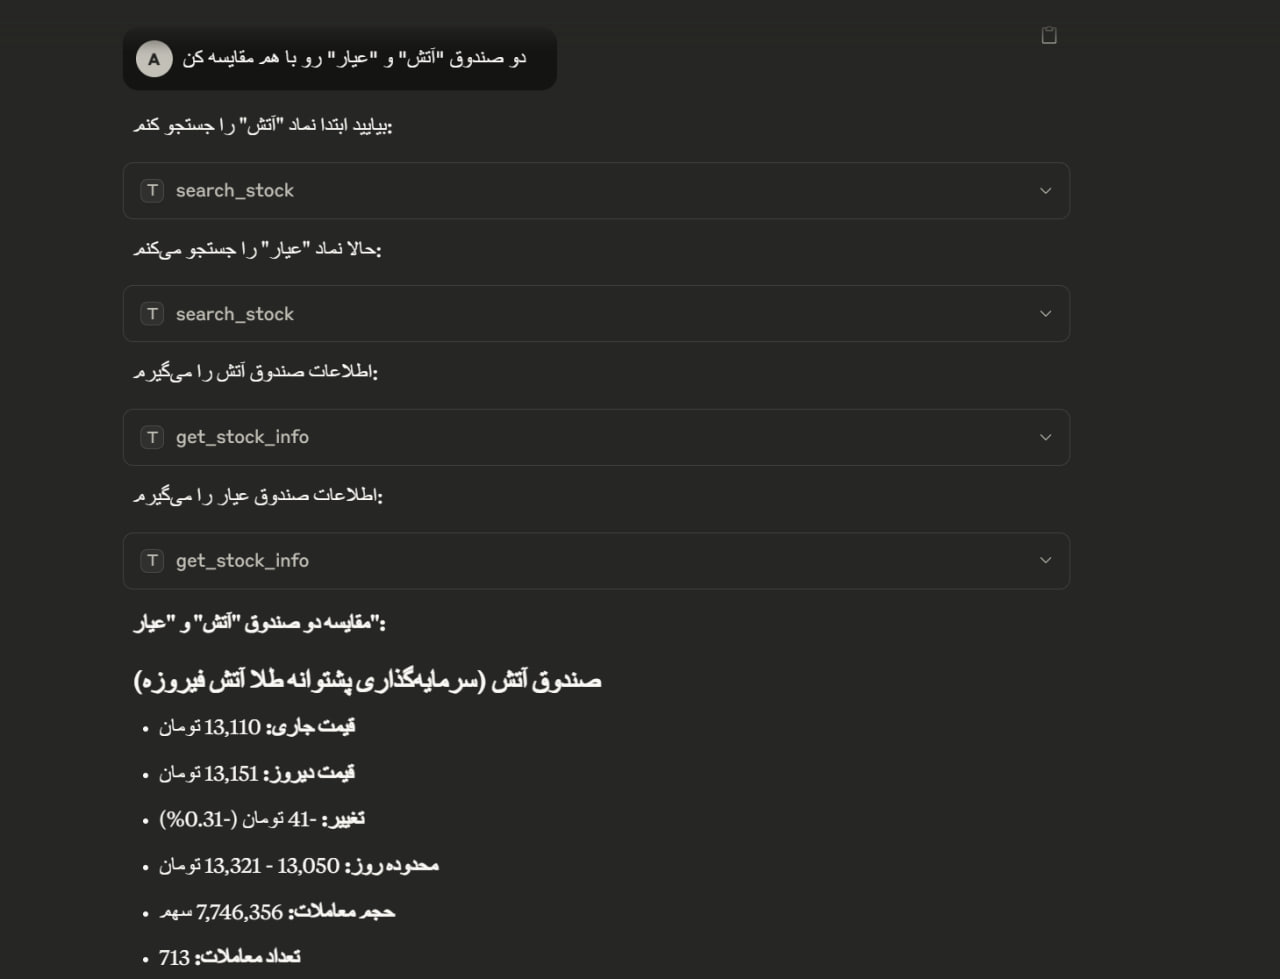 A
دو صندوق "آتش" و "عیار" رو با هم مقایسه کن
بیایید ابتدا نماد "آتش" را جستجو کنم:
T search_stock
حالا نماد "عیار" را جستجو می‌کنم:
T search_stock
اطلاعات صندوق آتش را می‌گیرم:
T get_stock_info
اطلاعات صندوق عیار را می‌گیرم:
T get_stock_info
مقایسه دو صندوق "آتش" و "عیار":
صندوق آتش (سرمایه‌گذاری پشتوانه طلا آتش فیروزه)
• قیمت جاری: 13,110 تومان
• قیمت دیروز: 13,151 تومان
• تغییر: -41 تومان (-0.31%)
• محدوده روز: 13,050 - 13,321 تومان
• حجم معاملات: 7,746,356 سهم
• تعداد معاملات: 713